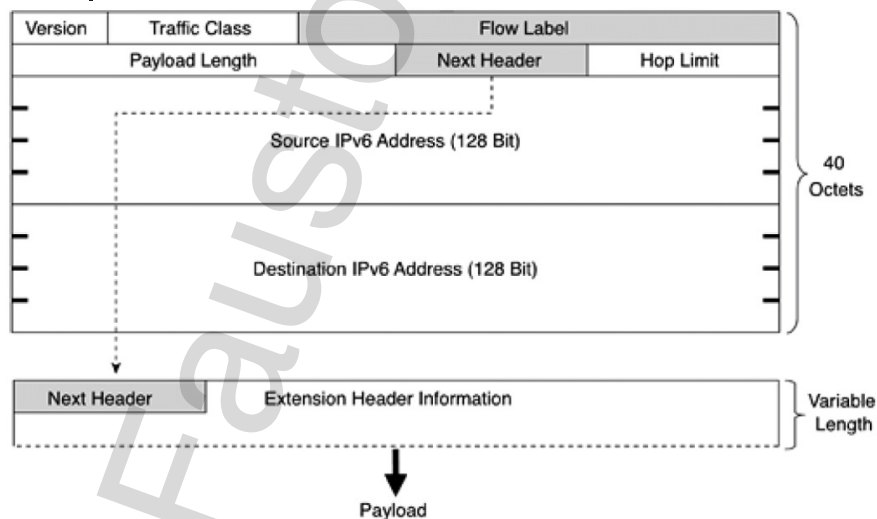 Version Traffic Class Flow Label
Payload Length Next Header Hop Limit
Source IPv6 Address (128 Bit)
40
Octets
Destination IPv6 Address (128 Bit)
Next Header Extension Header Information
Variable
Length
Payload
Fausto